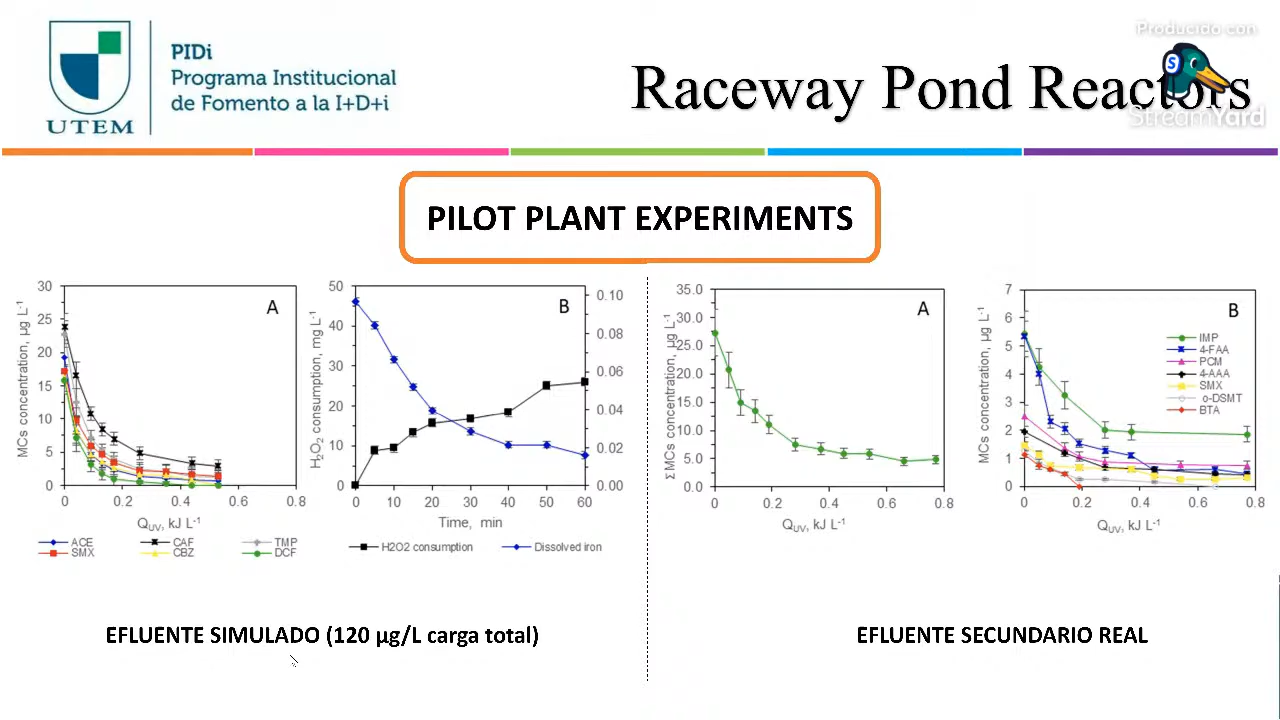 UTEM
PIDi
Programa Institucional
de Fomento a la I+D+i
Raceway Pond Reactors
Producido con
StreamYard
PILOT PLANT EXPERIMENTS
A
MCs concentration, µg L-1
30
25
20
15
10
5
0
0
0.2
0.4
0.6
0.8
QUV, kJ L-1
ACE
CAF
TMP
SMX
CBZ
DCF
B
H2O2 consumption, mg L-1
50
40
30
20
10
0
0.10
0.08
0.06
0.04
0.02
0.00
0
10
20
30
40
50
60
Time, min
H2O2 consumption
Dissolved iron
EFLUENTE SIMULADO (120 µg/L carga total)
A
Σ MCs concentration, µg L-1
35.0
30.0
25.0
20.0
15.0
10.0
5.0
0.0
0.0
0.2
0.4
0.6
0.8
QUV, kJ L-1
B
MCs concentration, µg L-1
7
6
5
4
3
2
1
0
0.0
0.2
0.4
0.6
0.8
QUV, kJ L-1
IMP
4-FAA
PCM
4-AAA
SMX
o-DSMT
BTA
EFLUENTE SECUNDARIO REAL